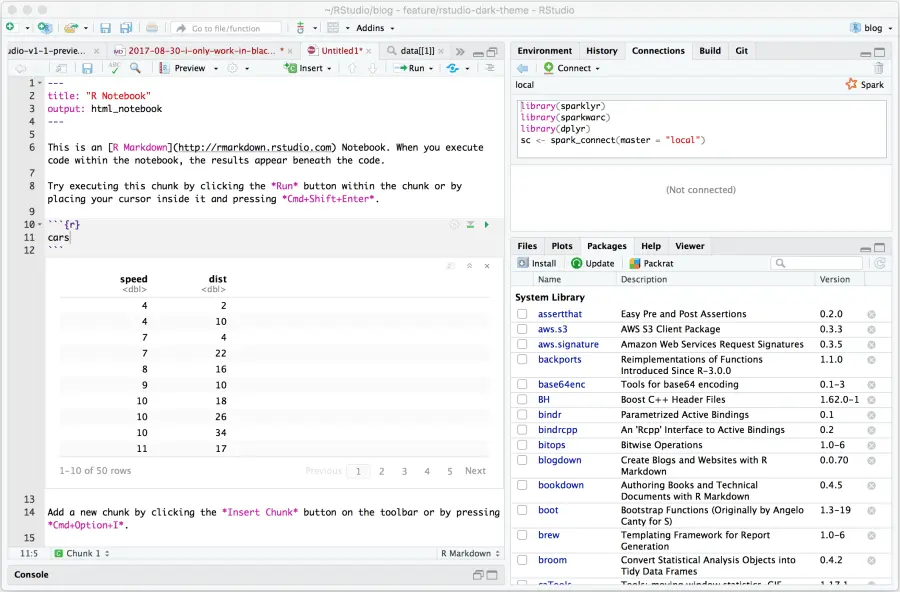 ~/RStudio/blog - feature/rstudio-dark-theme - RStudio
Go to file/function
Addins
blog
udio-v1-1-preview...
2017-08-30-i-only-work-in-blac... *
Untitled1*
data[[1]]
Preview
Insert
Run
1 ---
2 title: "R Notebook"
3 output: html_notebook
4 ---
5
6 This is an [R Markdown](http://rmarkdown.rstudio.com) Notebook. When you execute
code within the notebook, the results appear beneath the code.
7
8 Try executing this chunk by clicking the *Run* button within the chunk or by
placing your cursor inside it and pressing *Cmd+Shift+Enter*.
9
10 ```{r}
11 cars
12 ```
speed dist
<dbl> <dbl>
4 2
4 10
7 4
7 22
8 16
9 10
10 18
10 26
10 34
11 17
1-10 of 50 rows
Previous 1 2 3 4 5 Next
13
14 Add a new chunk by clicking the *Insert Chunk* button on the toolbar or by pressing
*Cmd+Option+I*.
15
11:5 Chunk 1 R Markdown
Console
Environment History Connections Build Git
Connect
local Spark
library(sparklyr)
library(sparkwarc)
library(dplyr)
sc <- spark_connect(master = "local")
(Not connected)
Files Plots Packages Help Viewer
Install Update Packrat
Name Description Version
System Library
assertthat Easy Pre and Post Assertions 0.2.0
aws.s3 AWS S3 Client Package 0.3.3
aws.signature Amazon Web Services Request Signatures 0.3.5
backports Reimplementations of Functions 1.1.0
Introduced Since R-3.0.0
base64enc Tools for base64 encoding 0.1-3
BH Boost C++ Header Files 1.62.0-1
bindr Parametrized Active Bindings 0.1
bindrcpp An 'Rcpp' Interface to Active Bindings 0.2
bitops Bitwise Operations 1.0-6
blogdown Create Blogs and Websites with R 0.0.70
Markdown
bookdown Authoring Books and Technical 0.4.5
Documents with R Markdown
boot Bootstrap Functions (Originally by Angelo 1.3-19
Canty for S)
brew Templating Framework for Report 1.0-6
Generation
broom Convert Statistical Analysis Objects into 0.4.2
Tidy Data Frames
caTools Tools: moving window statistics, GIF, 1.17.1